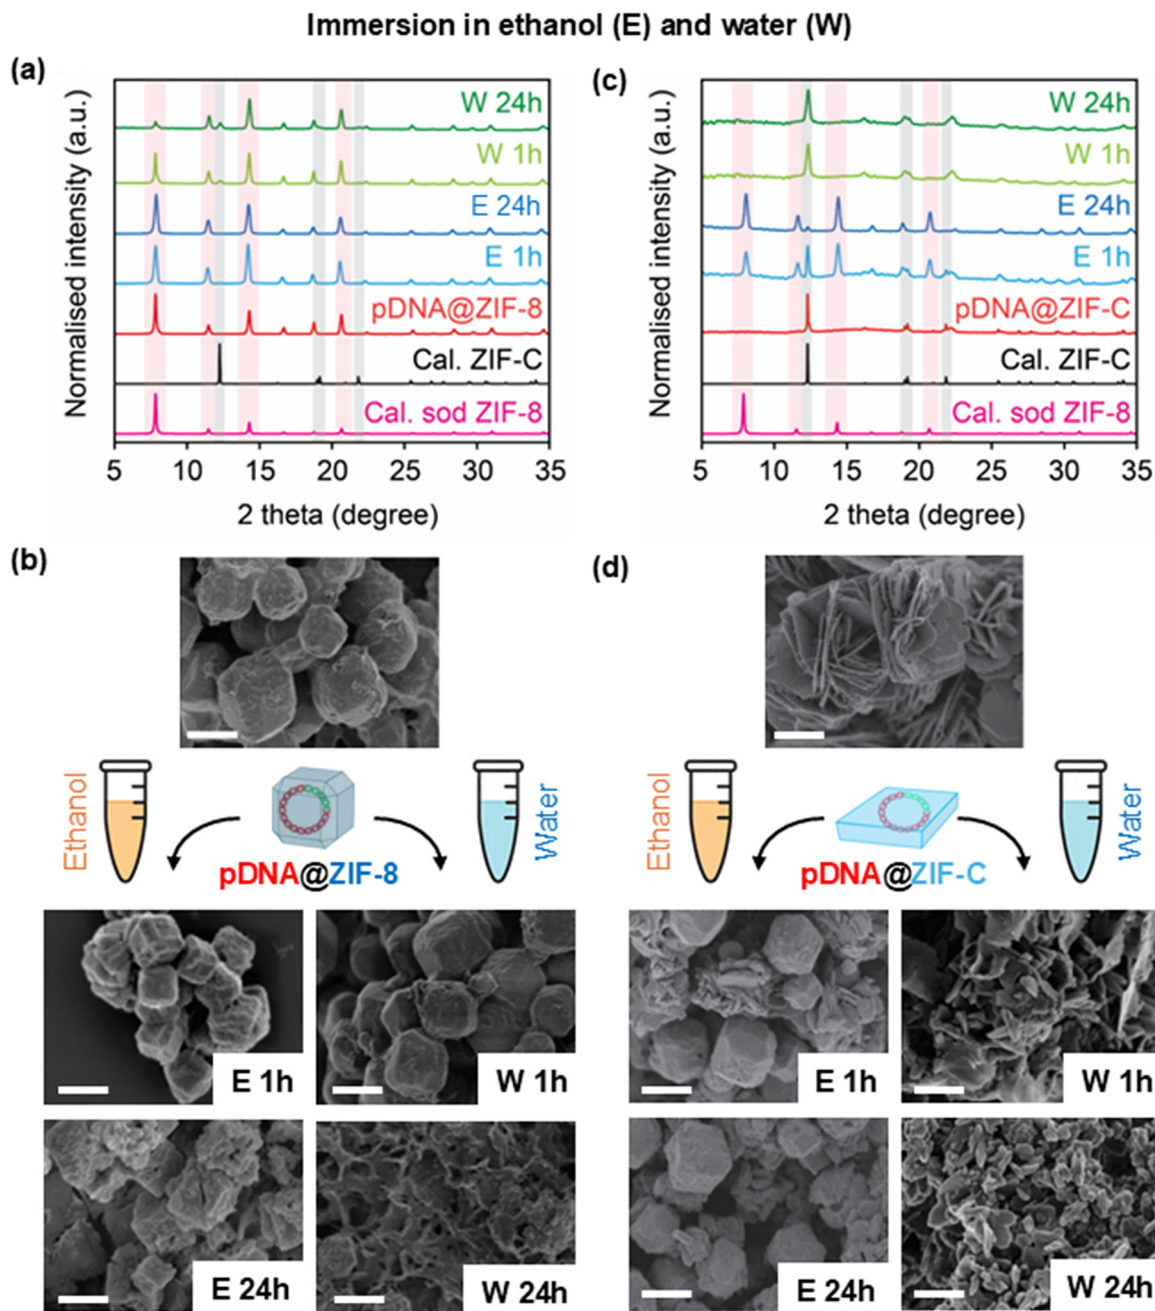 Immersion in ethanol (E) and water (W)
(a)
Normalised intensity (a.u.)
W 24h
W 1h
E 24h
E 1h
pDNA@ZIF-8
Cal. ZIF-C
Cal. sod ZIF-8
5 10 15 20 25 30 35
2 theta (degree)
(c)
Normalised intensity (a.u.)
W 24h
W 1h
E 24h
E 1h
pDNA@ZIF-C
Cal. ZIF-C
Cal. sod ZIF-8
5 10 15 20 25 30 35
2 theta (degree)
(b)
Ethanol
Water
pDNA@ZIF-8
E 1h
W 1h
E 24h
W 24h
(d)
Ethanol
Water
pDNA@ZIF-C
E 1h
W 1h
E 24h
W 24h